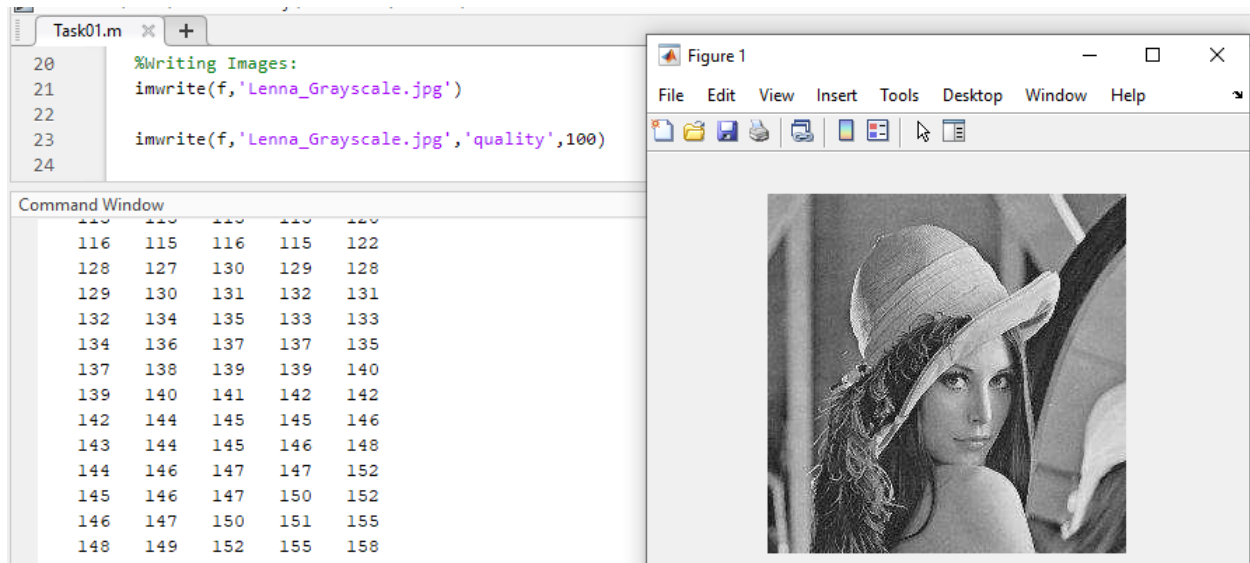 Task01.m
20 %Writing Images:
21 imwrite(f,'Lenna_Grayscale.jpg')
22
23 imwrite(f,'Lenna_Grayscale.jpg','quality',100)
24
Command Window
116 115 116 115 122
128 127 130 129 128
129 130 131 132 131
132 134 135 133 133
134 136 137 137 135
137 138 139 139 140
139 140 141 142 142
142 144 145 145 146
143 144 145 146 148
144 146 147 147 152
145 146 147 150 152
146 147 150 151 155
148 149 152 155 158
Figure 1
File Edit View Insert Tools Desktop Window Help